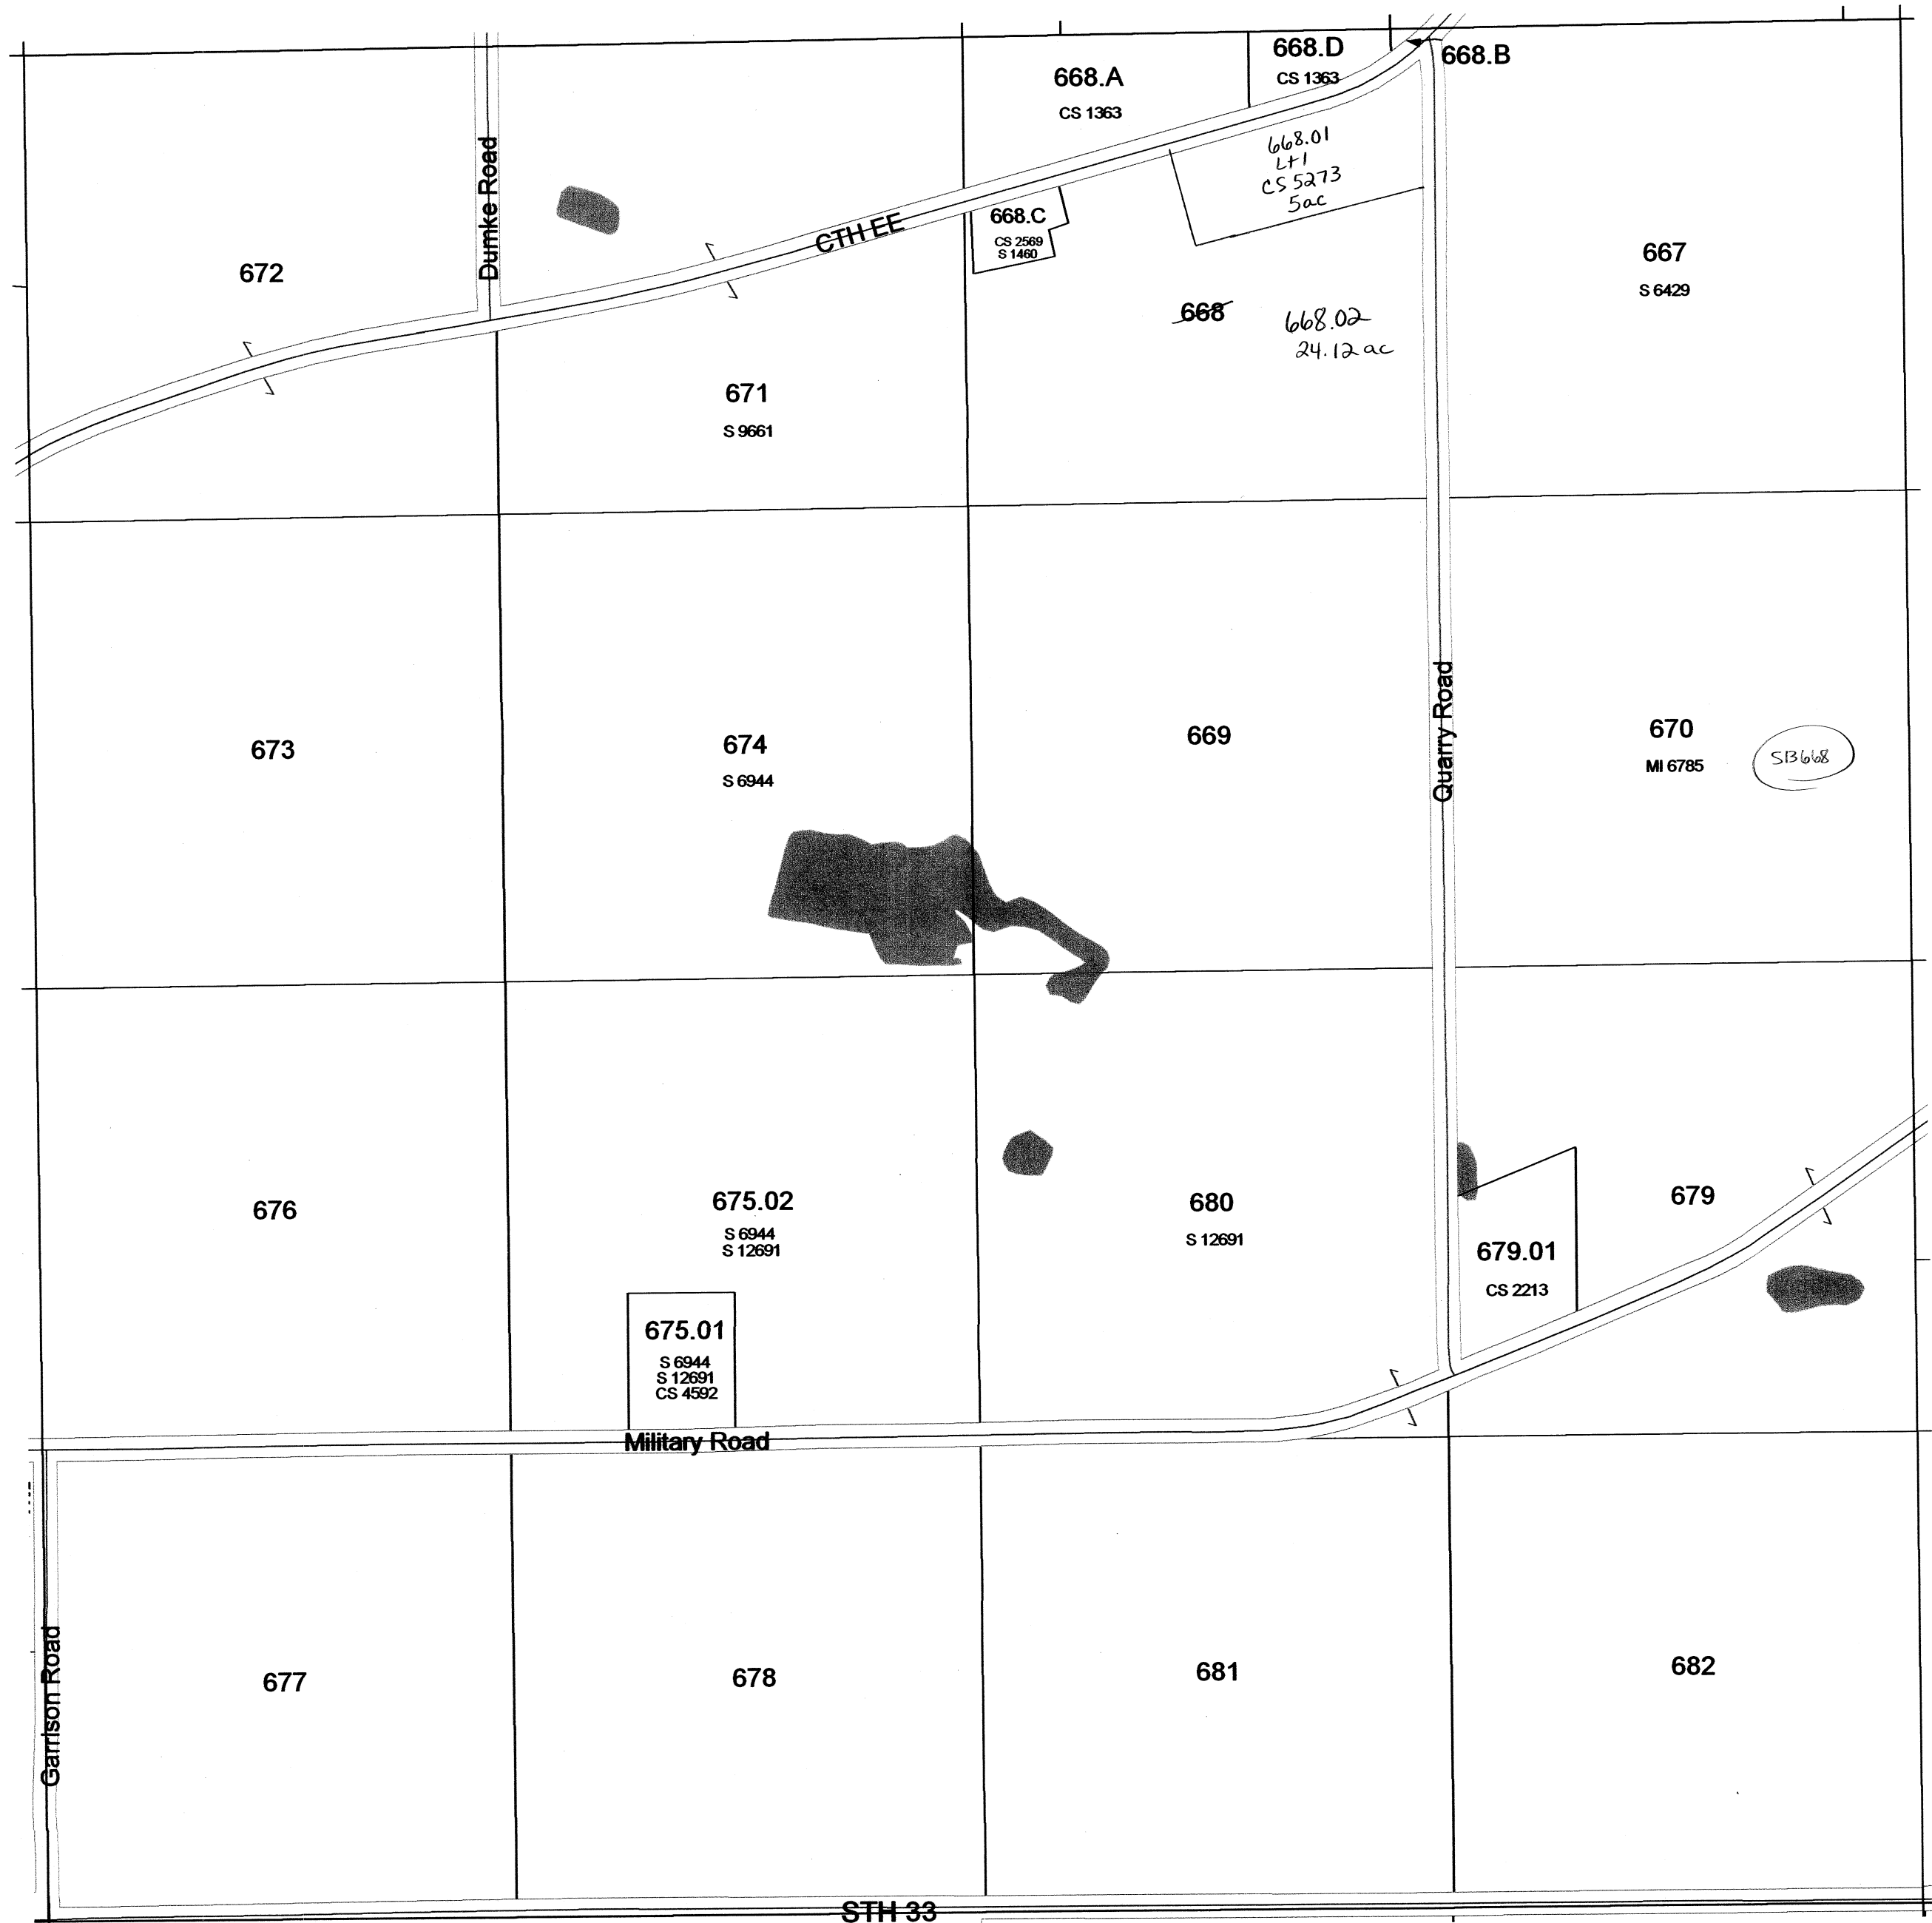 668.D
CS 1363
668.B
668.A
CS 1363
668.01
Lt 1
CS 5273
5ac
Dumke Road
CTH EE
668.C
CS 2569
S 1460
672
667
S 6429
668
668.02
24.12 ac
671
S 9661
673
674
S 6944
669
Quarry Road
670
MI 6785
SB668
676
675.02
S 6944
S 12691
680
S 12691
679
679.01
CS 2213
675.01
S 6944
S 12691
CS 4592
Military Road
Garrison Road
677
678
681
682
STH 33